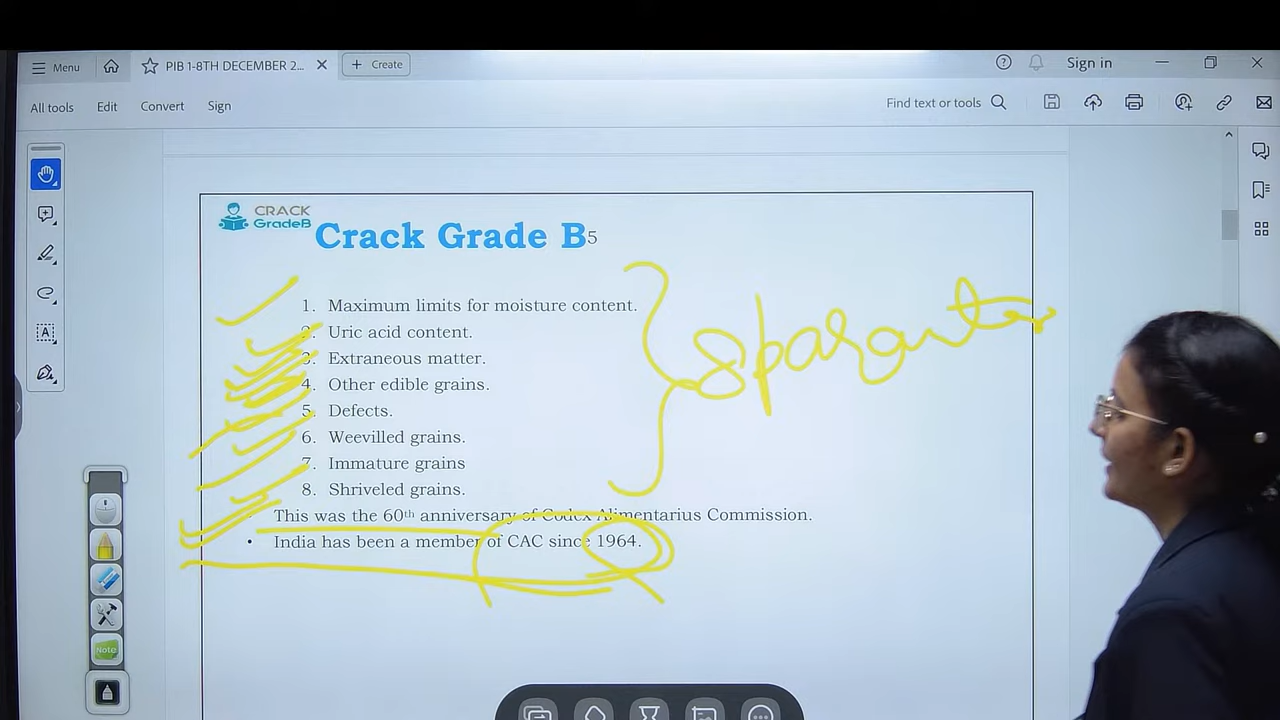 Menu
PIB 1-8TH DECEMBER 2...
Create
Sign in
All tools
Edit
Convert
Sign
Find text or tools
CRACK
GradeB
Crack Grade B5
1. Maximum limits for moisture content.
2. Uric acid content.
3. Extraneous matter.
4. Other edible grains.
5. Defects.
6. Weevilled grains.
7. Immature grains
8. Shriveled grains.
This was the 60th anniversary of Codex Alimentarius Commission.
• India has been a member of CAC since 1964.
Note